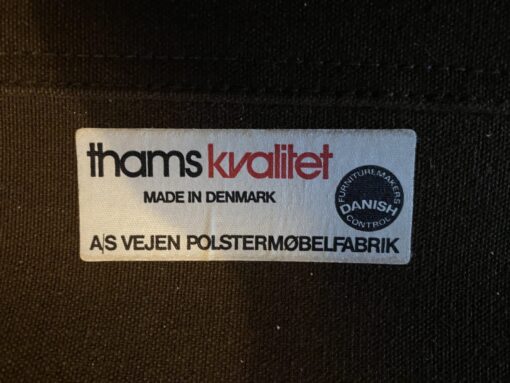 thams kvalitet
MADE IN DENMARK
FURNITUREMAKERS
DANISH
CONTROL
A/S VEJEN POLSTERMØBELFABRIK